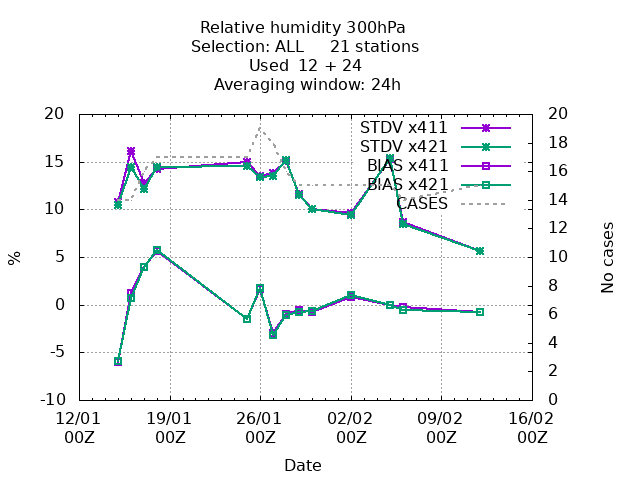 Relative humidity 300hPa
Selection: ALL 21 stations
Used 12 + 24
Averaging window: 24h
STDV x411
STDV x421
BIAS x411
BIAS x421
CASES
%
20
15
10
5
0
-5
-10
No cases
20
18
16
14
12
10
8
6
4
2
0
12/01 19/01 26/01 02/02 09/02 16/02
00Z 00Z 00Z 00Z 00Z 00Z
Date